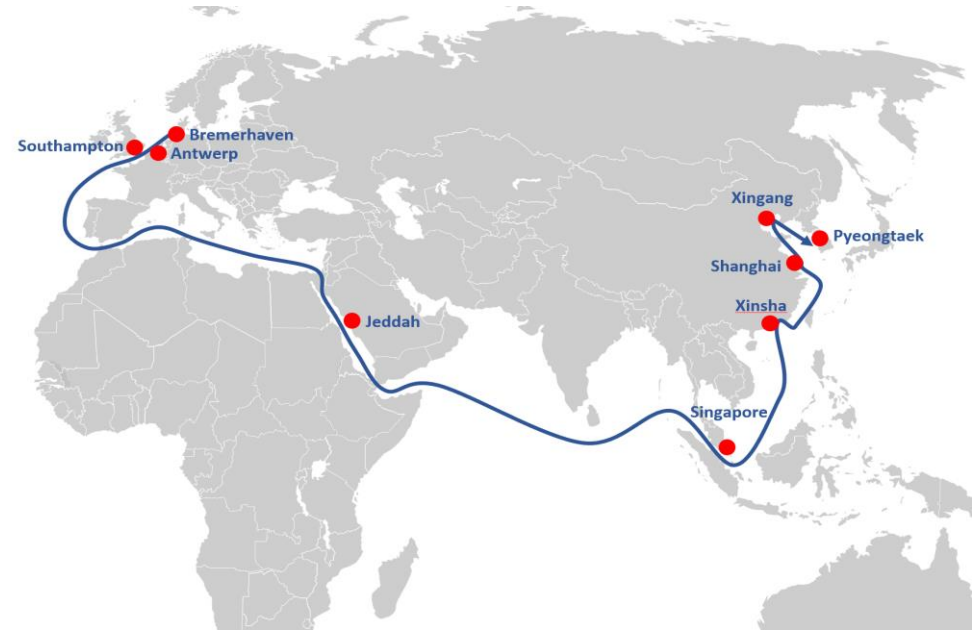 Bremerhaven
Southampton
Antwerp
Xingang
Pyeongtaek
Shanghai
Xinsha
Jeddah
Singapore